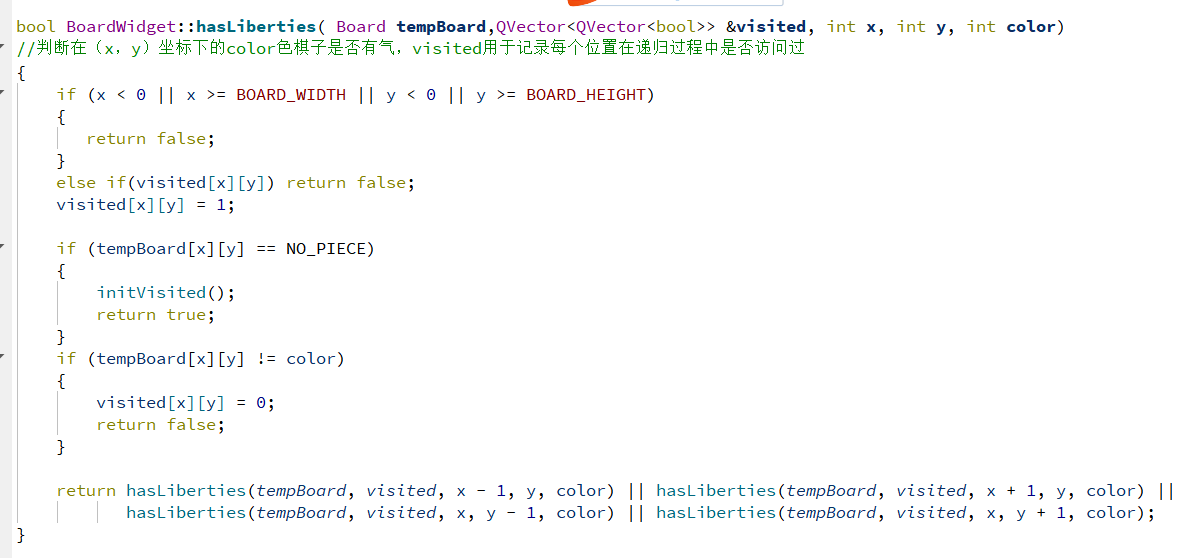 bool BoardWidget::hasLiberties( Board tempBoard,QVector<QVector<bool>> &visited, int x, int y, int color)
//判断在（x，y）坐标下的color色棋子是否有气，visited用于记录每个位置在递归过程中是否访问过
{
    if (x < 0 || x >= BOARD_WIDTH || y < 0 || y >= BOARD_HEIGHT)
    {
       return false;
    }
    else if(visited[x][y]) return false;
    visited[x][y] = 1;

    if (tempBoard[x][y] == NO_PIECE)
    {
        initVisited();
        return true;
    }
    if (tempBoard[x][y] != color)
    {
        visited[x][y] = 0;
        return false;
    }

    return hasLiberties(tempBoard, visited, x - 1, y, color) || hasLiberties(tempBoard, visited, x + 1, y, color) ||
           hasLiberties(tempBoard, visited, x, y - 1, color) || hasLiberties(tempBoard, visited, x, y + 1, color);
}